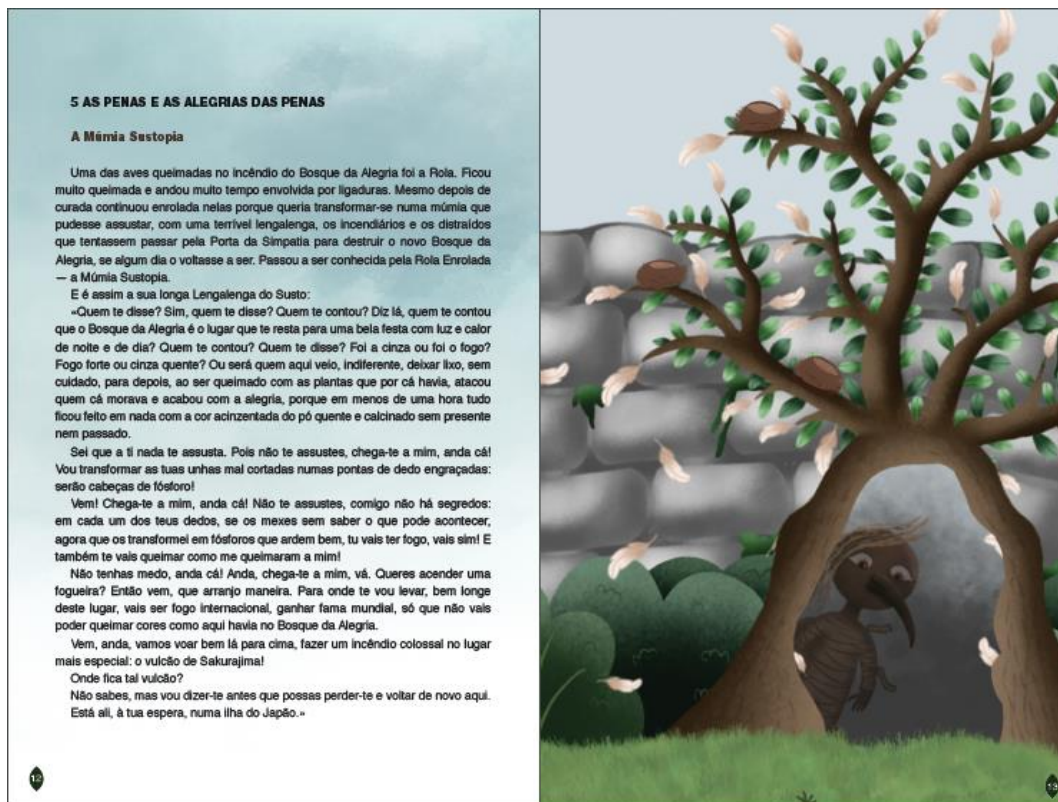 5 AS PENAS E AS ALEGRIAS DAS PENAS
A Múmia Sustopia
Uma das aves queimadas no incêndio do Bosque da Alegria foi a Rola. Ficou
muito queimada e andou muito tempo envolvida por ligaduras. Mesmo depois de
curada continuou enrolada nelas porque queria transformar-se numa múmia que
pudesse assustar, com uma terrível lengalenga, os incendiários e os distraídos
que tentassem passar pela Porta da Simpatia para destruir o novo Bosque da
Alegria, se algum dia o voltasse a ser. Passou a ser conhecida pela Rola Enrolada
— a Múmia Sustopia.
E é assim a sua longa Lengalenga do Susto:
«Quem te disse? Sim, quem te disse? Quem te contou? Diz lá, quem te contou
que o Bosque da Alegria é o lugar que te resta para uma bela festa com luz e calor
de noite e de dia? Quem te contou? Quem te disse? Foi a cinza ou foi o fogo?
Fogo forte ou cinza quente? Ou será quem aqui veio, indiferente, deixar lixo, sem
cuidado, para depois, ao ser queimado com as plantas que por cá havia, atacou
quem cá morava e acabou com a alegria, porque em menos de uma hora tudo
ficou feito em nada com a cor acinzentada do pó quente e calcinado sem presente
nem passado.
Sei que a ti nada te assusta. Pois não te assustes, chega-te a mim, anda cá!
Vou transformar as tuas unhas mal cortadas numas pontas de dedo engraçadas:
serão cabeças de fósforo!
Vem! Chega-te a mim, anda cá! Não te assustes, comigo não há segredos:
em cada um dos teus dedos, se os mexes sem saber o que pode acontecer,
agora que os transformei em fósforos que ardem bem, tu vais ter fogo, vais sim! E
também te vais queimar como me queimaram a mim!
Não tenhas medo, anda cá! Anda, chega-te a mim, vá. Queres acender uma
fogueira? Então vem, que arranjo maneira. Para onde te vou levar, bem longe
deste lugar, vais ser fogo internacional, ganhar fama mundial, só que não vais
poder queimar cores como aqui havia no Bosque da Alegria.
Vem, anda, vamos voar bem lá para cima, fazer um incêndio colossal no lugar
mais especial: o vulcão de Sakurajima!
Onde fica tal vulcão?
Não sabes, mas vou dizer-te antes que possas perder-te e voltar de novo aqui.
Está ali, à tua espera, numa ilha do Japão.»
12
13